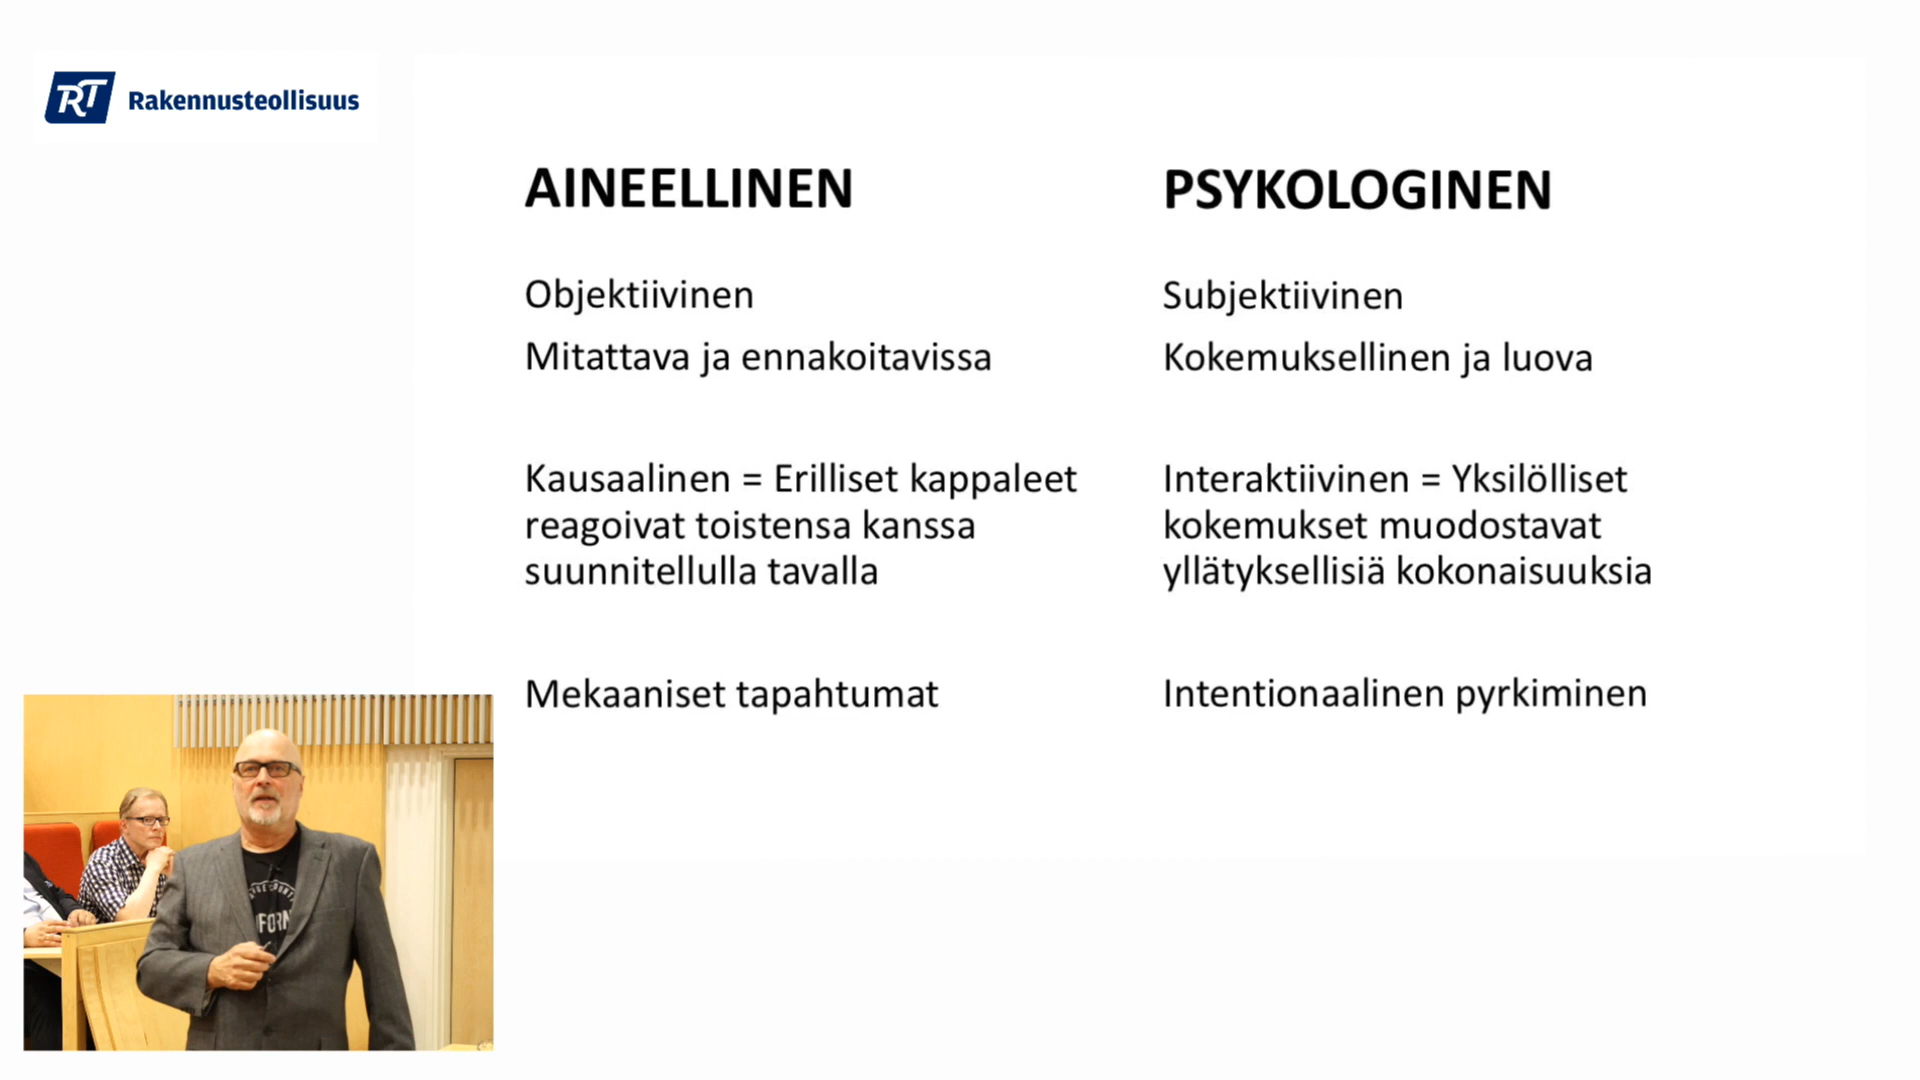 RT Rakennusteollisuus
AINEELLINEN
Objektiivinen
Mitattava ja ennakoitavissa
Kausaalinen = Erilliset kappaleet
reagoivat toistensa kanssa
suunnitellulla tavalla
Mekaaniset tapahtumat
PSYKOLOGINEN
Subjektiivinen
Kokemuksellinen ja luova
Interaktiivinen = Yksilölliset
kokemukset muodostavat
yllätyksellisiä kokonaisuuksia
Intentionaalinen pyrkiminen